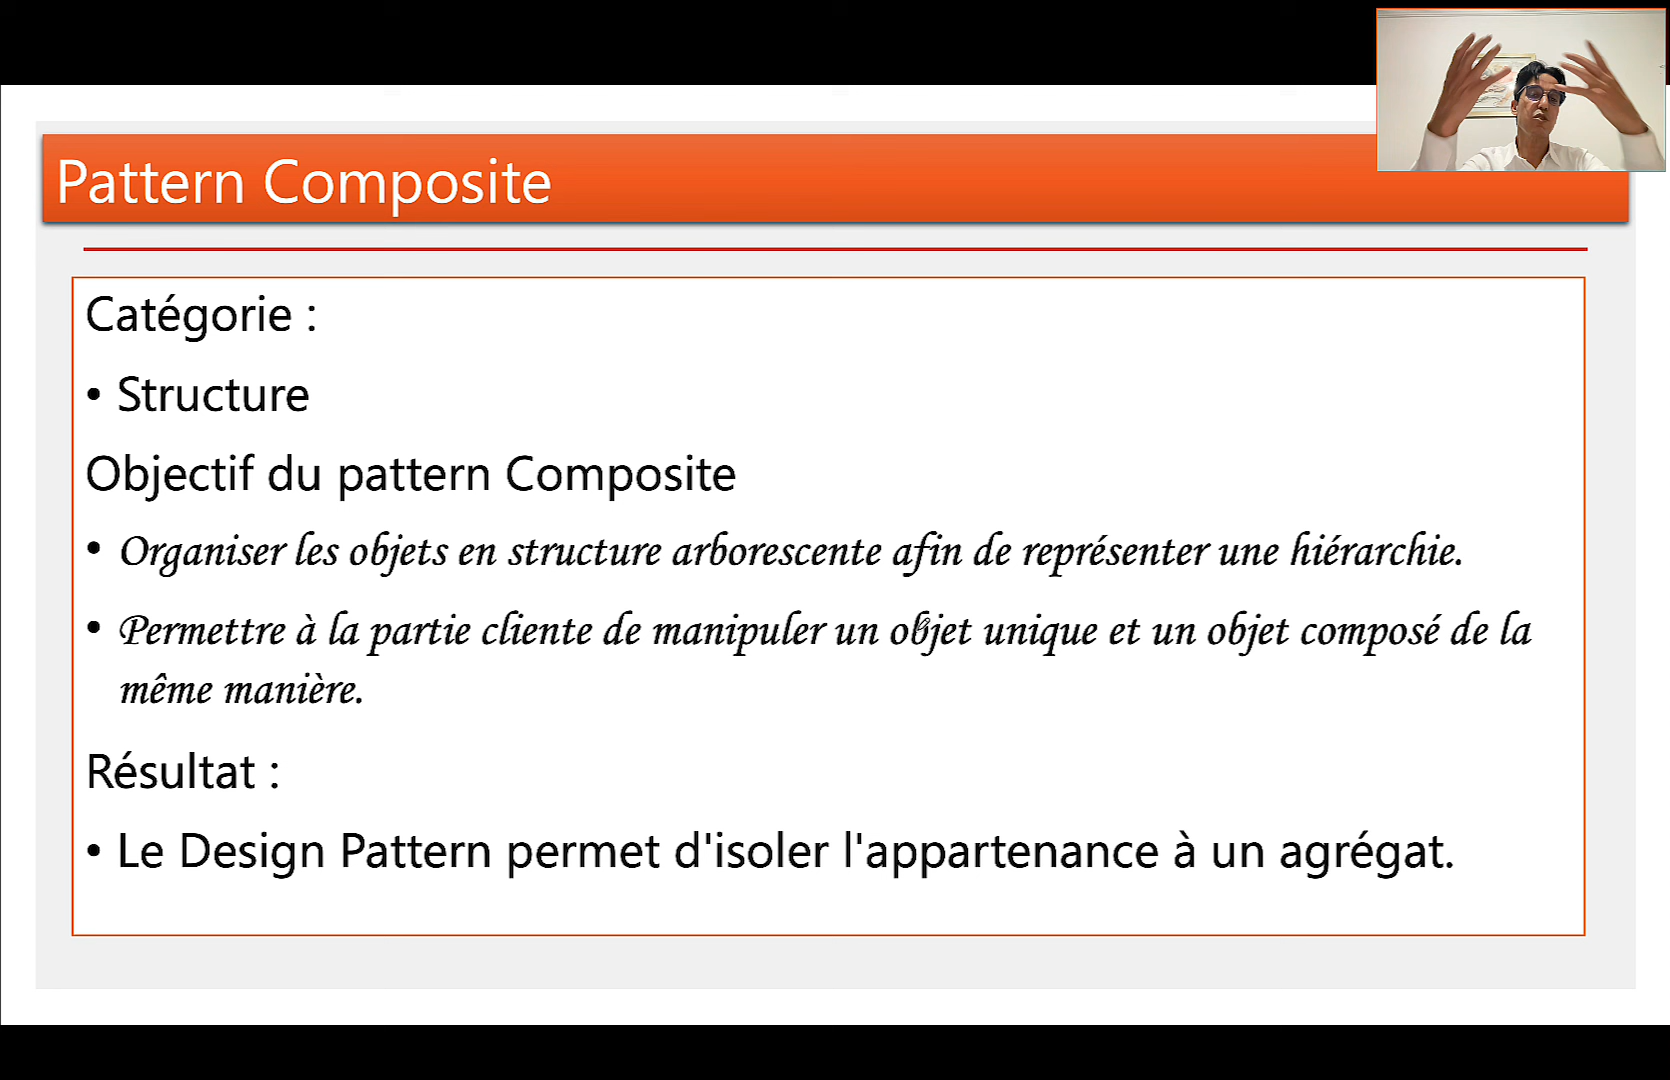 Pattern Composite
Catégorie :
• Structure
Objectif du pattern Composite
• Organiser les objets en structure arborescente afin de représenter une hiérarchie.
• Permettre à la partie cliente de manipuler un objet unique et un objet composé de la
même manière.
Résultat :
• Le Design Pattern permet d'isoler l'appartenance à un agrégat.